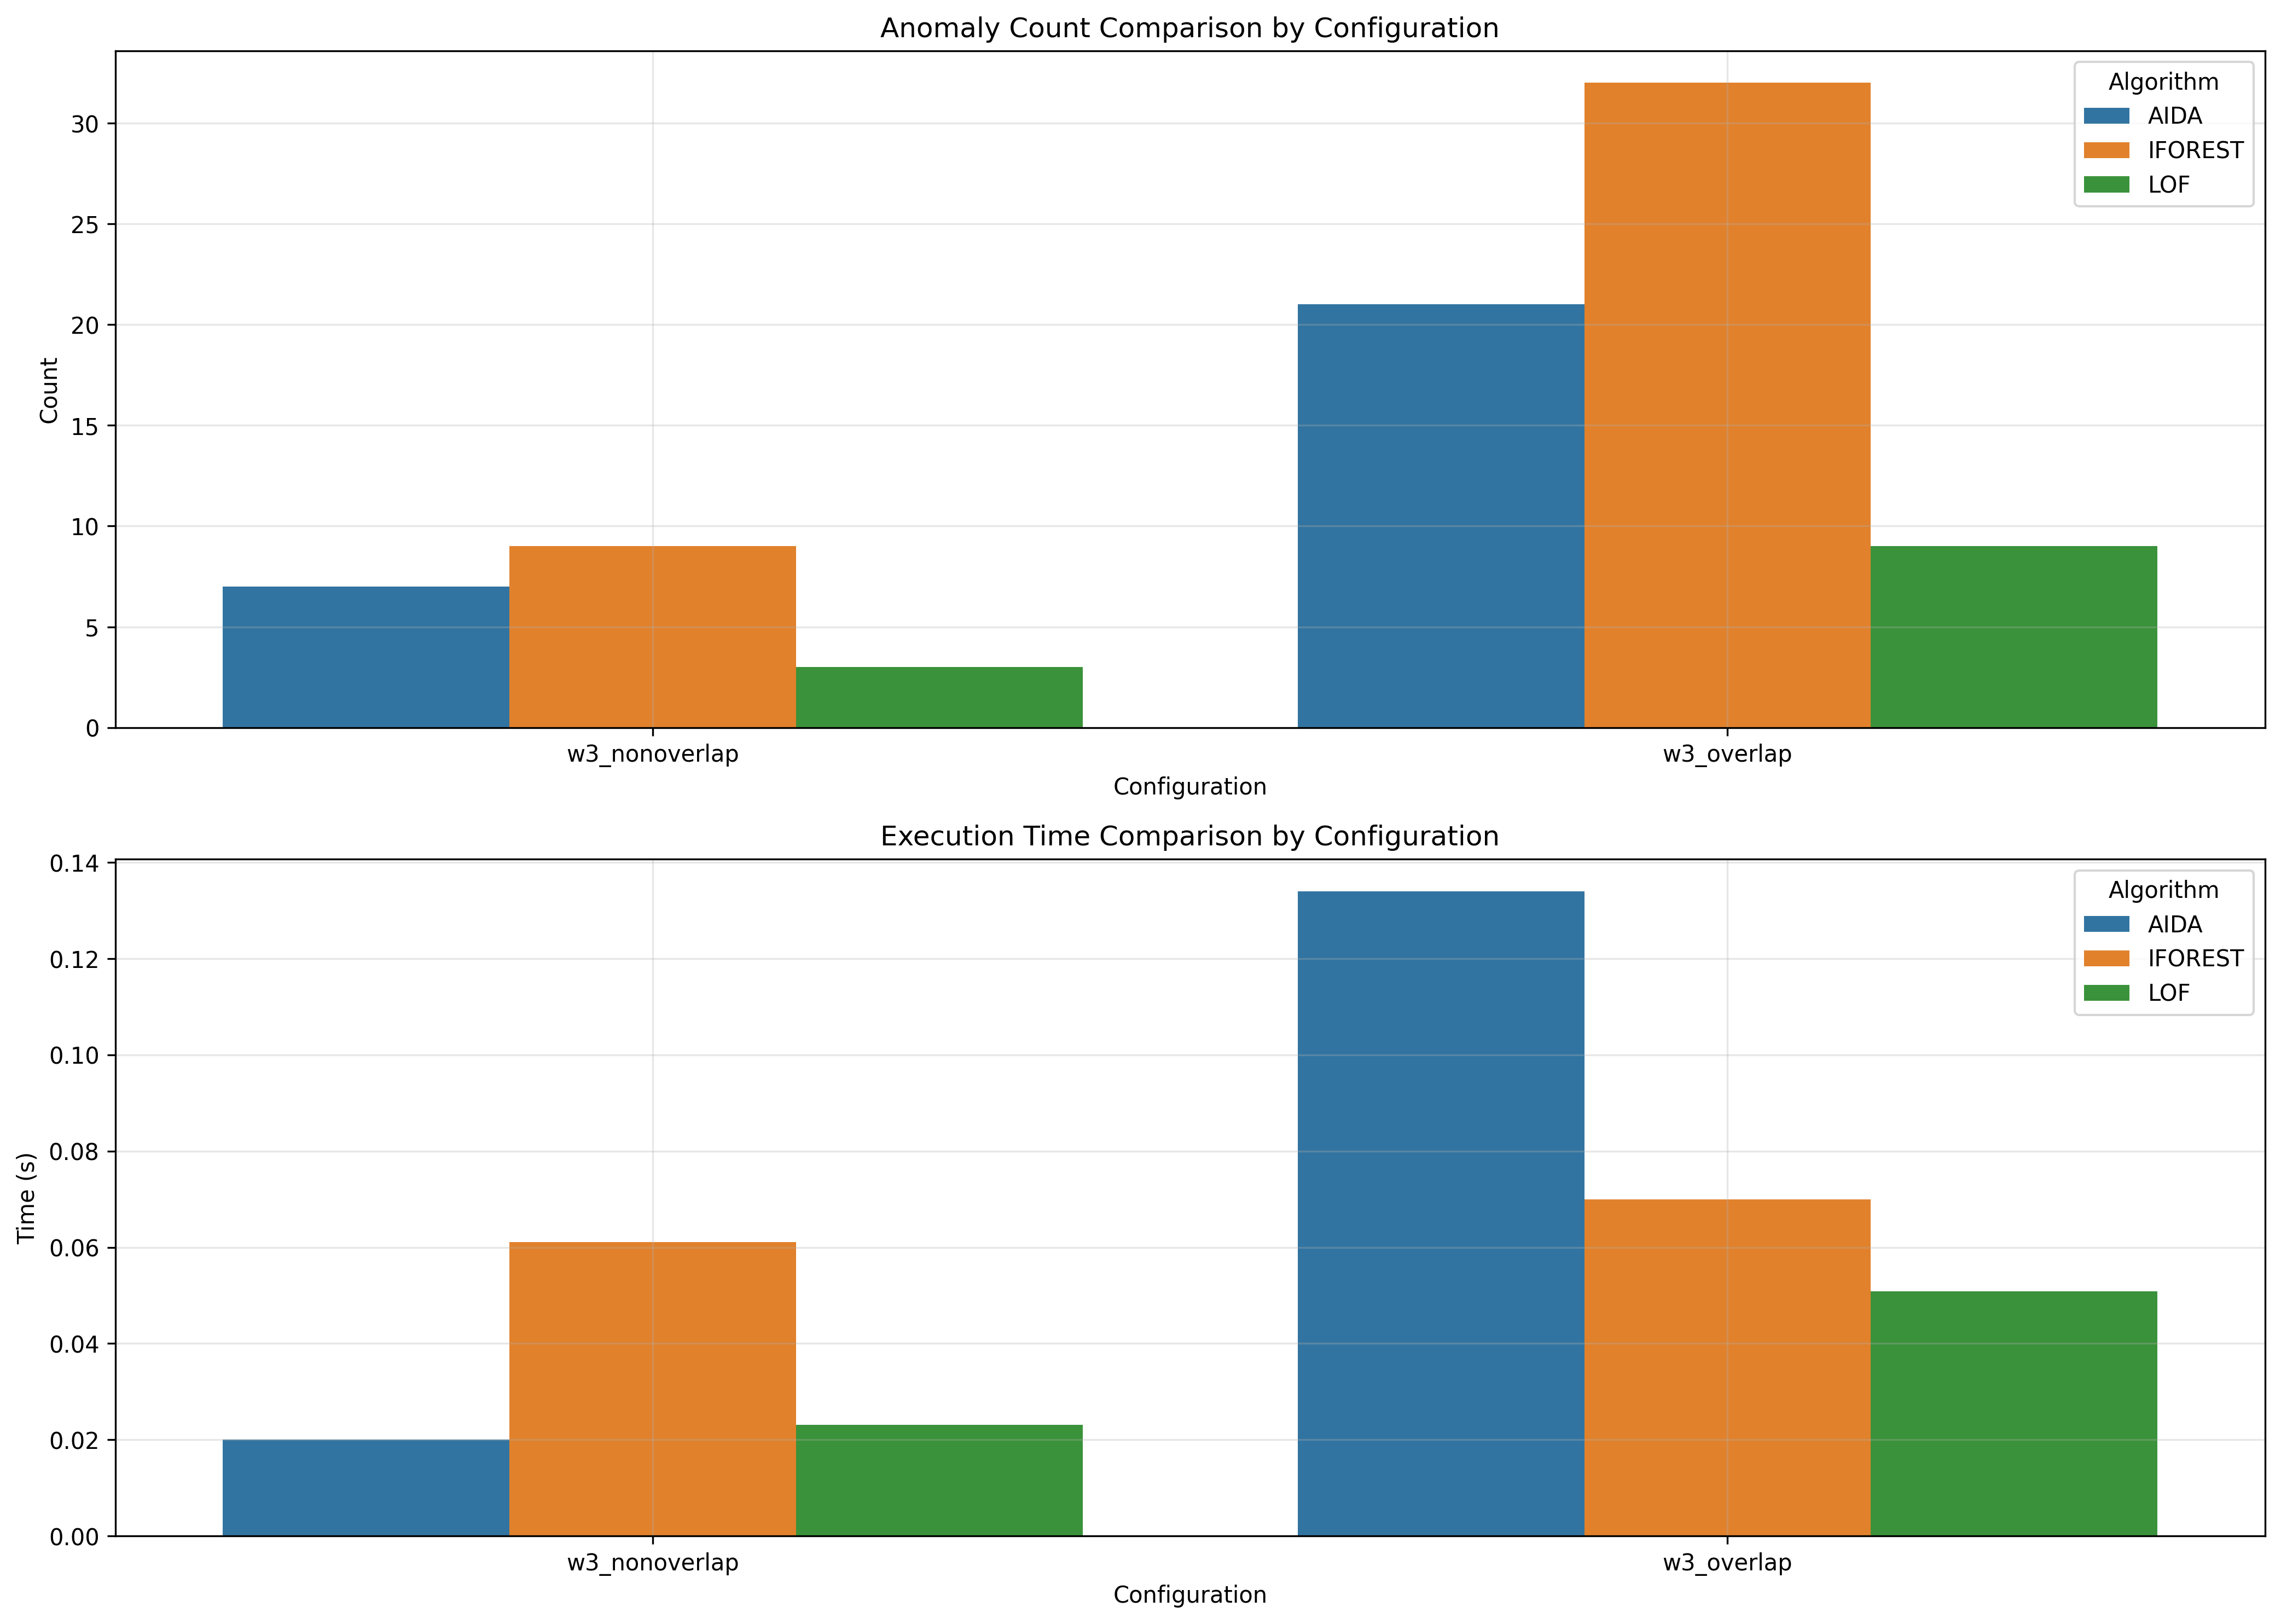 Anomaly Count Comparison by Configuration
Algorithm
AIDA
IFOREST
LOF
30
25
20
15
10
5
0
Count
w3_nonoverlap
w3_overlap
Configuration
Execution Time Comparison by Configuration
Algorithm
AIDA
IFOREST
LOF
0.14
0.12
0.10
0.08
0.06
0.04
0.02
0.00
Time (s)
w3_nonoverlap
w3_overlap
Configuration